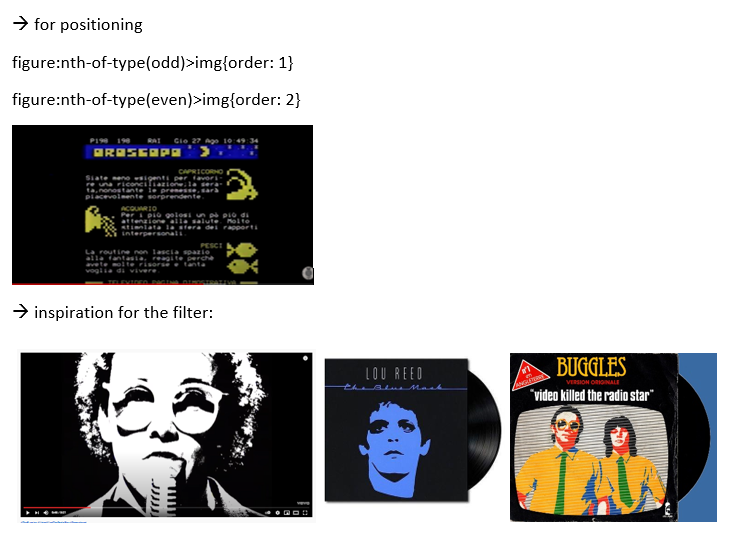 → for positioning
figure:nth-of-type(odd)>img{order: 1}
figure:nth-of-type(even)>img{order: 2}
P198 198 RAI Gio 27 Ago 10:49:34
OROSCOPO
CAPRICORNO
Siate meno esigenti per favori-
re una riconciliazione;la sera-
ta,nonostante le premesse,sarà
piacevolmente sorprendente.
ACQUARIO
Per i più golosi un pò più di
attenzione alla salute. Molto
stimolata la sfera dei rapporti
interpersonali.
PESCI
La routine non lascia spazio
alla fantasia, reagite perchè
avete molte risorse e tanta
voglia di vivere.
TELEVIDEO PAGINA DIMOSTRATIVA
→ inspiration for the filter:
LOU REED
The Blue Mask
N°1
EN
ANGLETERRE
BUGGLES
VERSION ORIGINALE
"video killed the radio star"